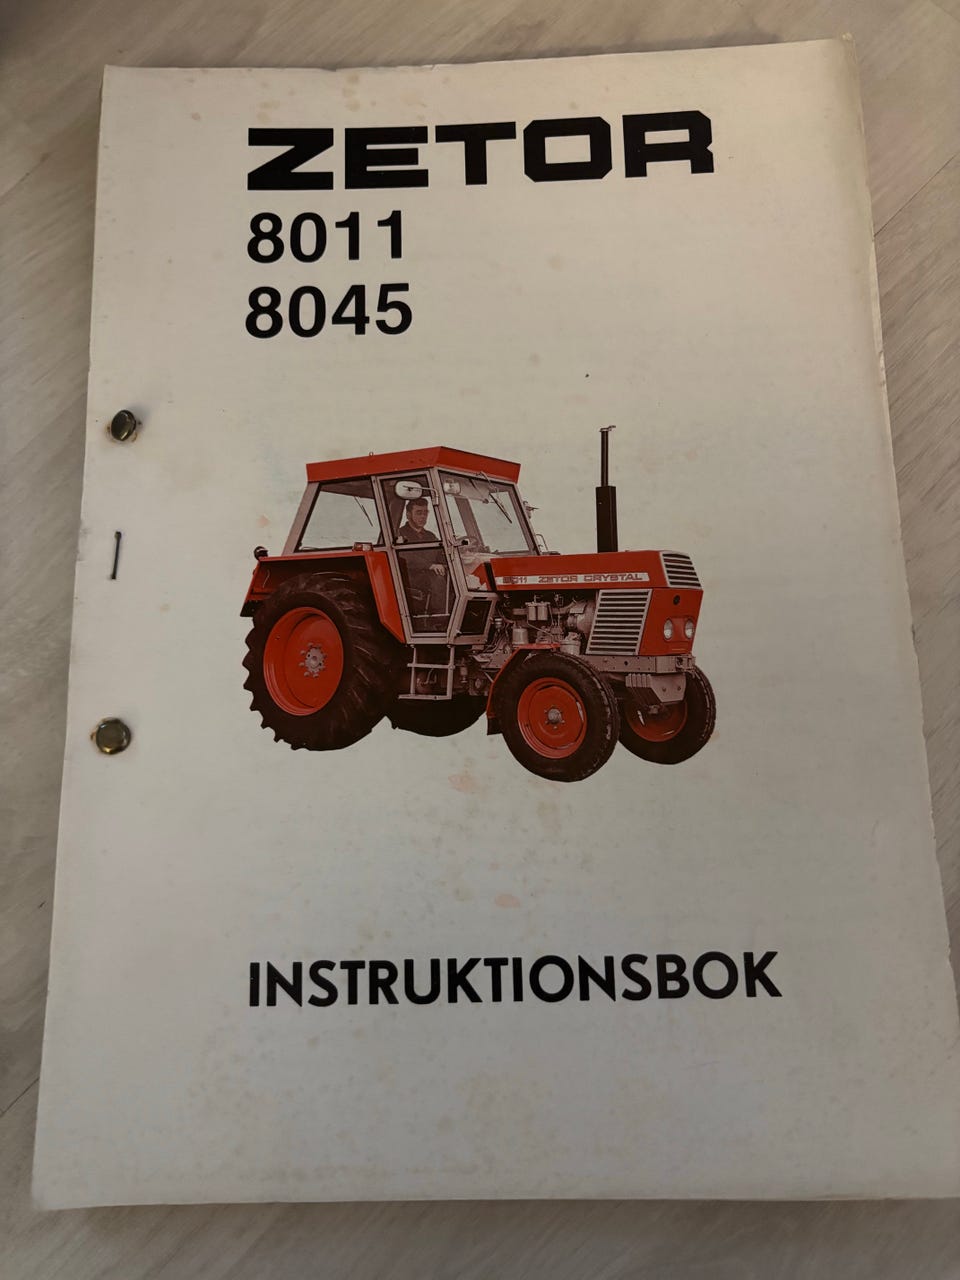 ZETOR
8011
8045
8011 ZETOR CRYSTAL
INSTRUKTIONSBOK